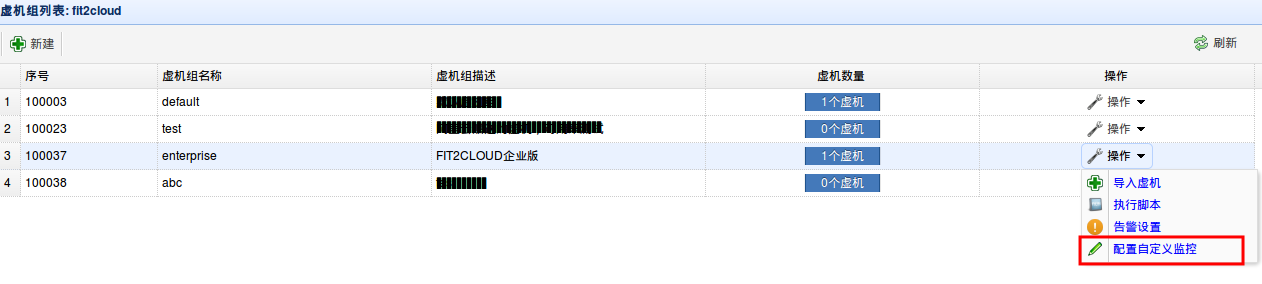 虚机组列表: fit2cloud
新建 刷新
序号 虚机组名称 虚机组描述 虚机数量 操作
1 100003 default 1个虚机 操作
2 100023 test 0个虚机 操作
3 100037 enterprise FIT2CLOUD企业版 1个虚机 操作
4 100038 abc 0个虚机
导入虚机
执行脚本
告警设置
配置自定义监控